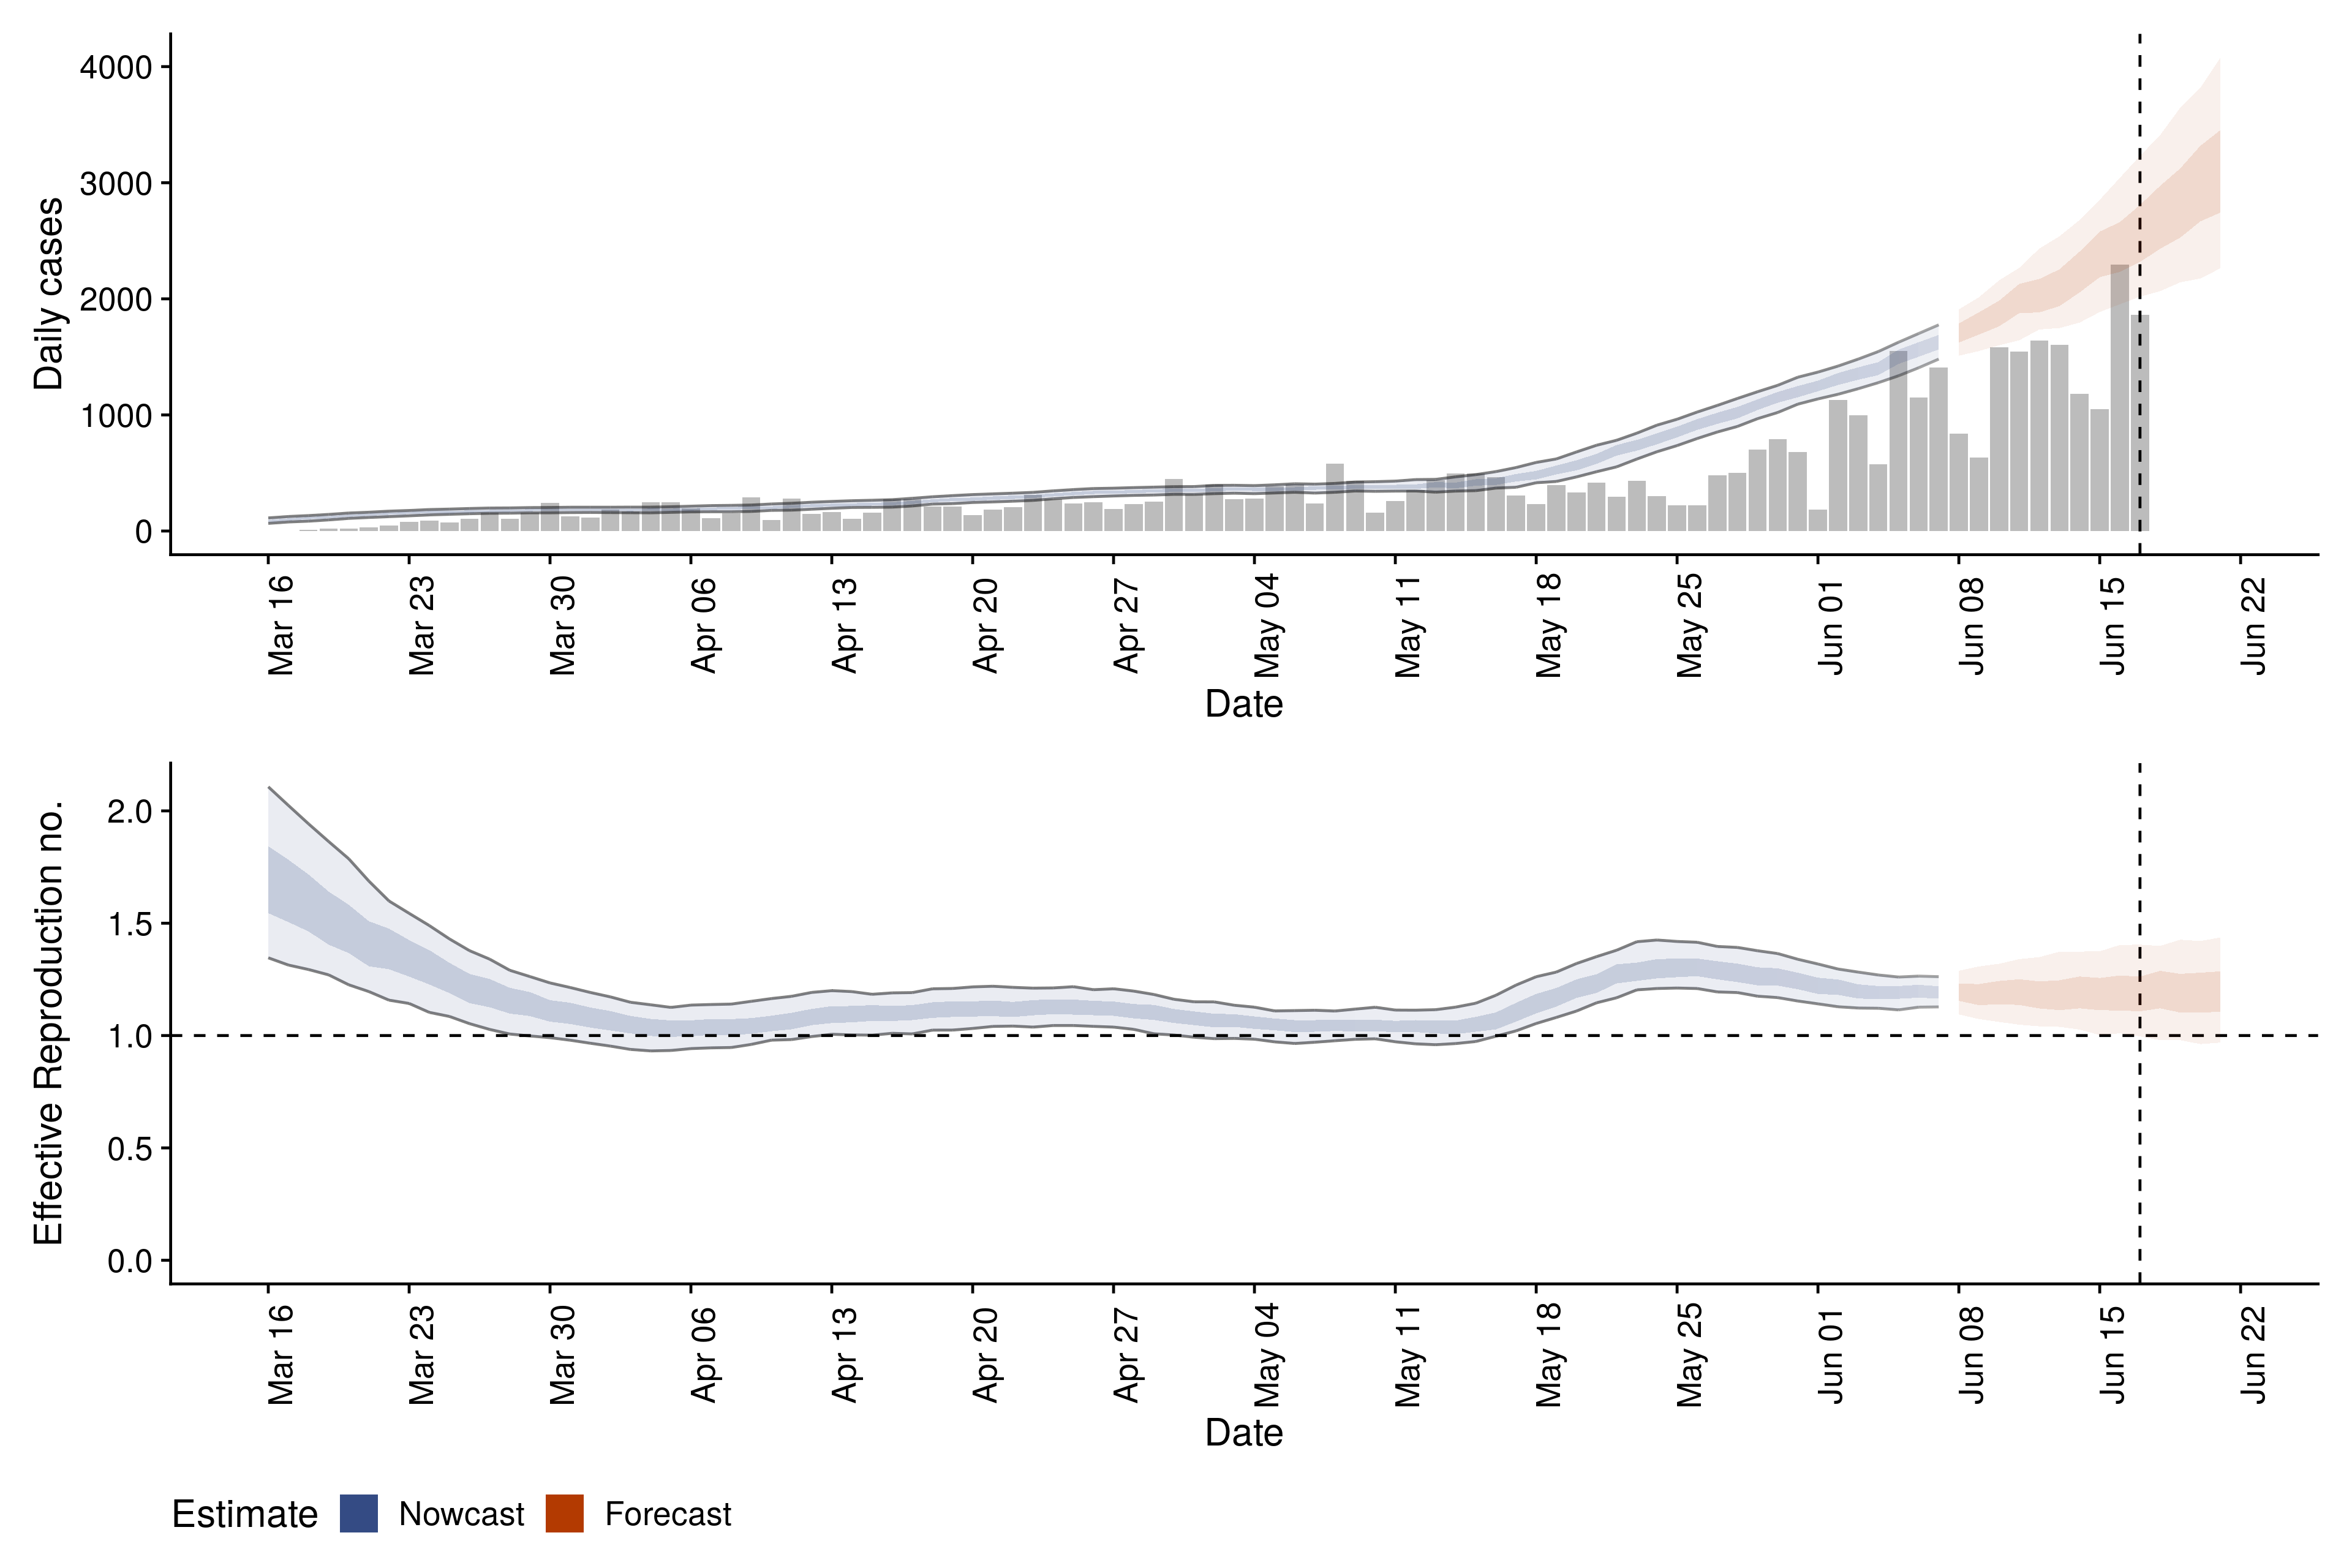 Daily cases
4000
3000
2000
1000
0
Mar 16
Mar 23
Mar 30
Apr 06
Apr 13
Apr 20
Apr 27
May 04
May 11
May 18
May 25
Jun 01
Jun 08
Jun 15
Jun 22
Date
Effective Reproduction no.
2.0
1.5
1.0
0.5
0.0
Mar 16
Mar 23
Mar 30
Apr 06
Apr 13
Apr 20
Apr 27
May 04
May 11
May 18
May 25
Jun 01
Jun 08
Jun 15
Jun 22
Date
Estimate Nowcast Forecast